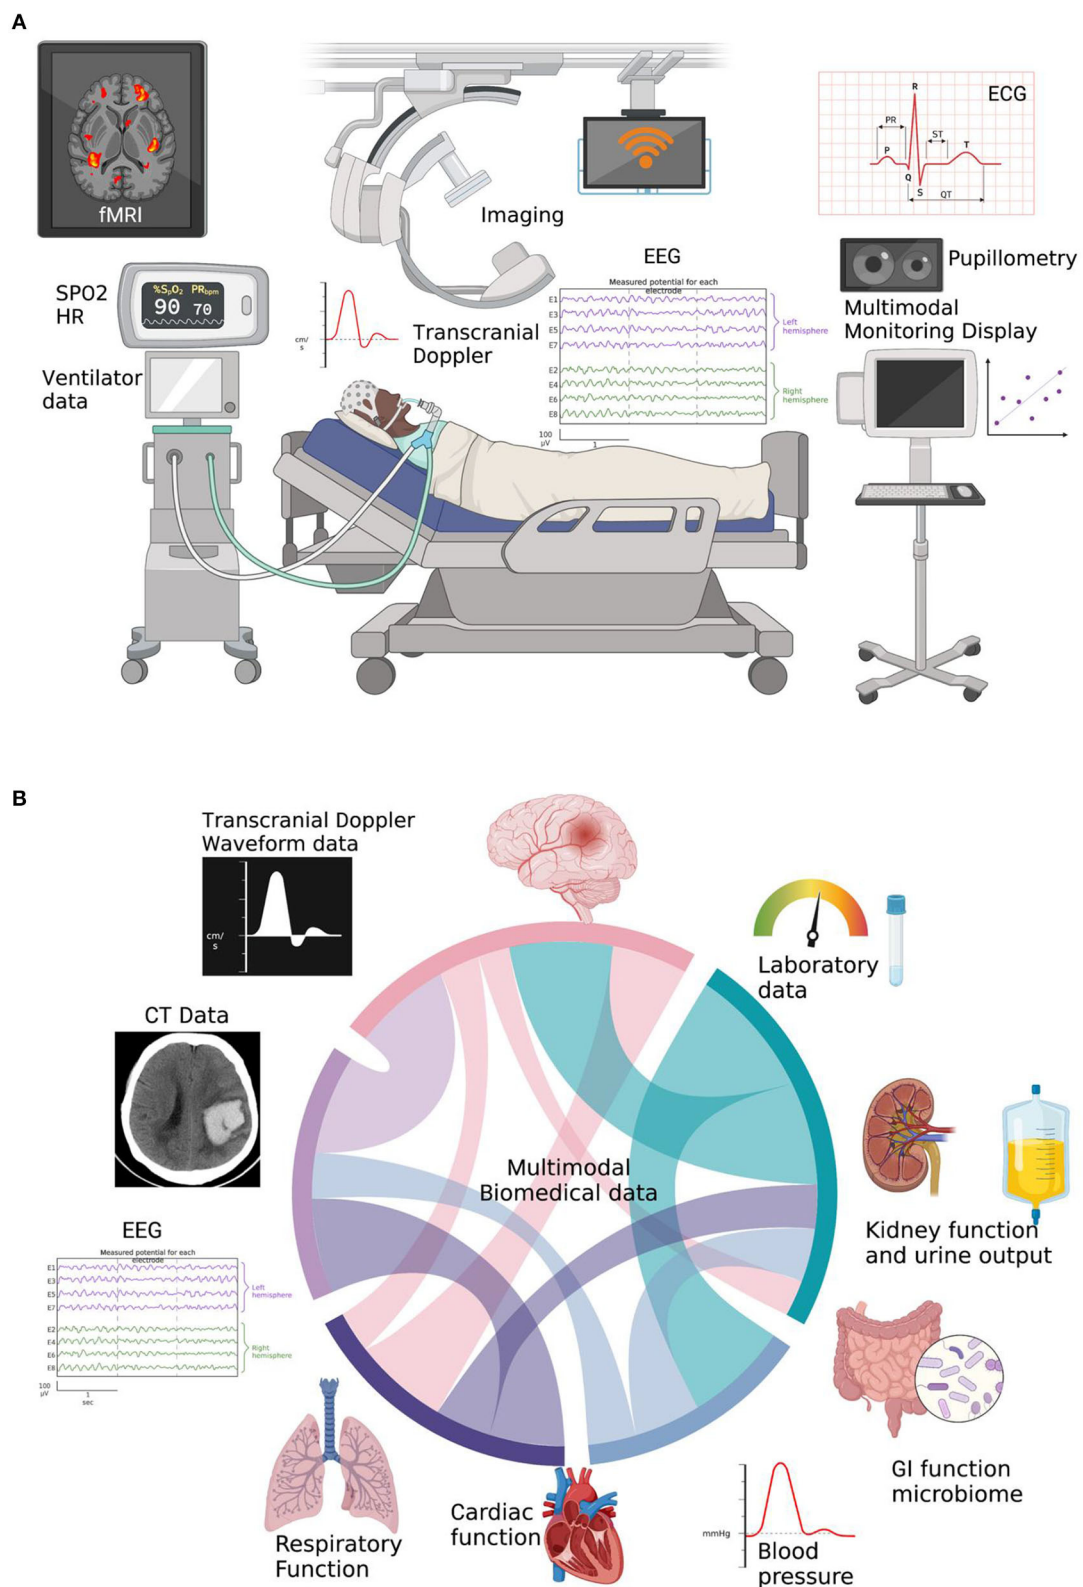 A
fMRI
Imaging
ECG
R
PR
ST
P
T
Q
S
QT
SPO2
HR
%SpO2 PRbpm
90 70
Ventilator
data
cm/
s
Transcranial
Doppler
EEG
Measured potential for each
electrode
E1
E3
E5
E7
Left
hemisphere
E2
E4
E6
E8
Right
hemisphere
100
µV
1
Pupillometry
Multimodal
Monitoring Display
B
Transcranial Doppler
Waveform data
cm/
s
Laboratory
data
CT Data
Multimodal
Biomedical data
Kidney function
and urine output
EEG
Measured potential for each
electrode
E1
E3
E5
E7
Left
hemisphere
E2
E4
E6
E8
Right
hemisphere
100
µV
1
sec
GI function
microbiome
Respiratory
Function
Cardiac
function
mmHg
Blood
pressure